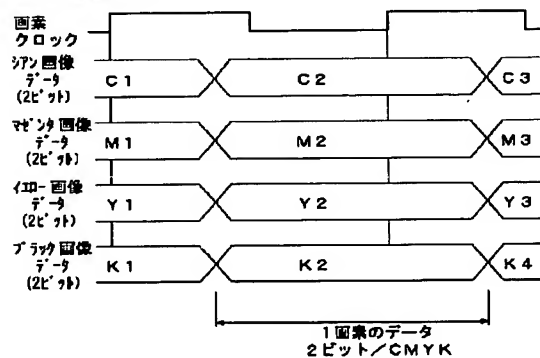 画素
クロック
シアン画像
データ
(2ビット)
C1
C2
C3
マゼンタ画像
データ
(2ビット)
M1
M2
M3
イエロー画像
データ
(2ビット)
Y1
Y2
Y3
ブラック画像
データ
(2ビット)
K1
K2
K4
1画素のデータ
2ビット/CMYK